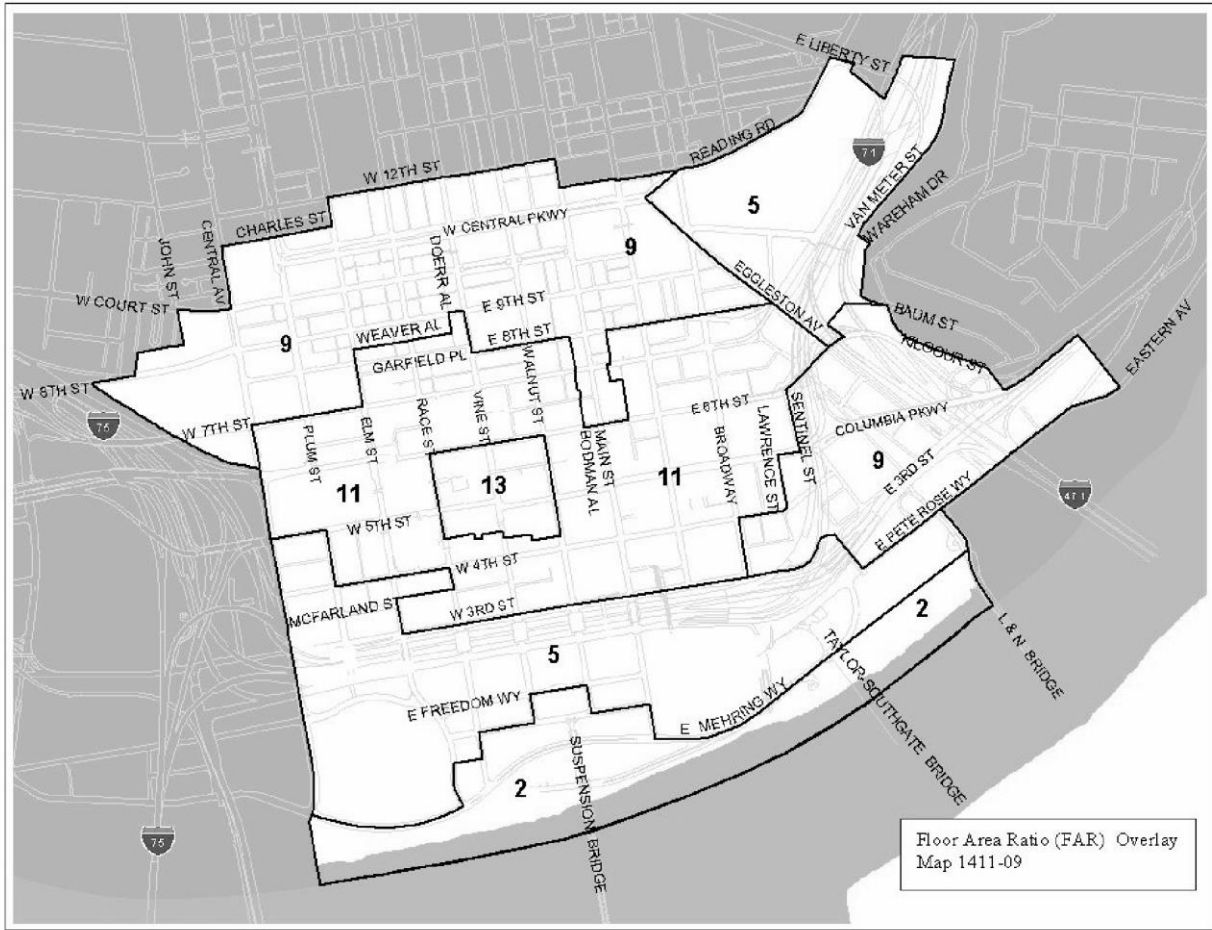 E LIBERTY ST
READING RD
71
W 12TH ST
VAN METER ST
WAREHAM DR
5
CHARLES ST
W CENTRAL PKWY
CENTRAL AV
JOHN ST
DOERR AL
9
EGGLESTON AV
W COURT ST
E 9TH ST
BAUM ST
WEAVER AL
E 8TH ST
KILGOUR ST
EASTERN AV
9
GARFIELD PL
WALNUT ST
W 8TH ST
SENTINEL ST
E 6TH ST
LAWRENCE ST
COLUMBIA PKWY
75
W 7TH ST
PLUM ST
ELM ST
RACE ST
VINE ST
MAIN ST
BODMAN AL
BROADWAY
9
E 3RD ST
11
13
11
471
W 5TH ST
E PETE ROSE WY
W 4TH ST
MCFARLAND ST
W 3RD ST
2
L & N BRIDGE
5
TAYLOR-SOUTHGATE BRIDGE
E FREEDOM WY
E MEHRING WY
SUSPENSION BRIDGE
2
75
Floor Area Ratio (FAR) Overlay
Map 1411-09